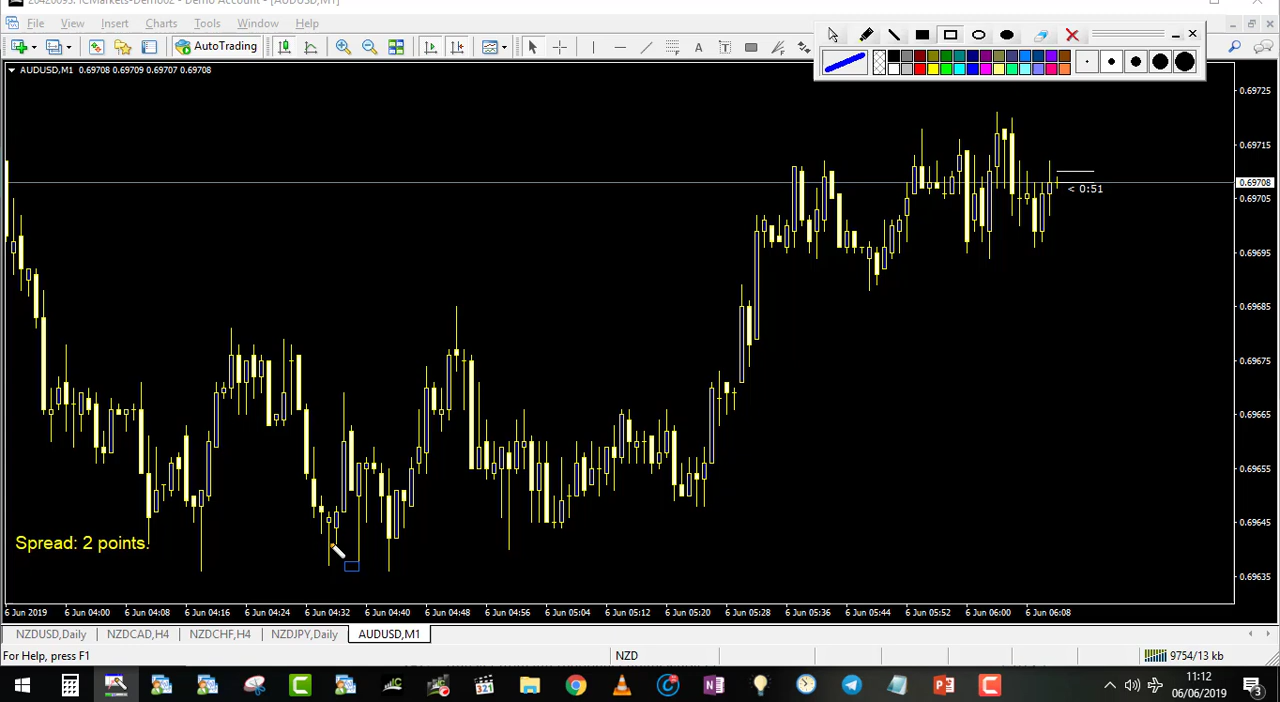 20420093: ICMarkets-Demo02 - Demo Account - [AUDUSD,M1]
File View Insert Charts Tools Window Help
AutoTrading
A T
AUDUSD,M1 0.69708 0.69709 0.69707 0.69708
0.69725
0.69715
0.69708
< 0:51
0.69705
0.69695
0.69685
0.69675
0.69665
0.69655
0.69645
0.69635
Spread: 2 points.
6 Jun 2019 6 Jun 04:00 6 Jun 04:08 6 Jun 04:16 6 Jun 04:24 6 Jun 04:32 6 Jun 04:40 6 Jun 04:48 6 Jun 04:56 6 Jun 05:04 6 Jun 05:12 6 Jun 05:20 6 Jun 05:28 6 Jun 05:36 6 Jun 05:44 6 Jun 05:52 6 Jun 06:00 6 Jun 06:08
NZDUSD,Daily NZDCAD,H4 NZDCHF,H4 NZDJPY,Daily AUDUSD,M1
For Help, press F1 NZD 9754/13 kb
321
11:12
06/06/2019
3